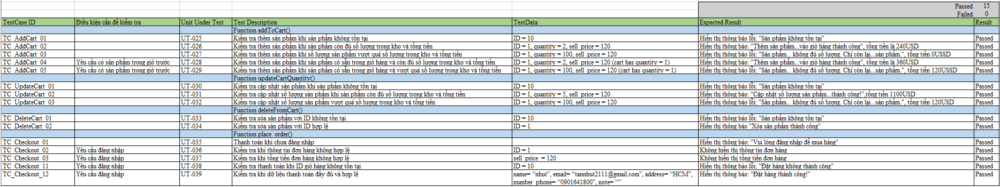 Passed 15
Failed 0
TestCase ID Điều kiện cần để kiểm tra Unit Under Test Test Description TestData Expected Result Result
Function addToCart()
TC_AddCart_01 UT-025 Kiểm tra thêm sản phẩm khi sản phẩm không tồn tại ID = 10 Hiển thị thông báo lỗi: "Sản phẩm không tồn tại" Passed
TC_AddCart_02 UT-026 Kiểm tra thêm sản phẩm khi sản phẩm còn đủ số lượng trong kho và tổng tiền ID = 1, quantity = 2, sell_price = 120 Hiển thị thông báo: "Thêm sản phẩm...vào giỏ hàng thành công", tổng tiền là 240USD Passed
TC_AddCart_03 UT-027 Kiểm tra thêm sản phẩm khi số lượng sản phẩm vượt quá số lượng trong kho và tổng tiền ID = 1, quantity = 100, sell_price = 120 Hiển thị thông báo lỗi: "Sản phẩm... không đủ số lượng. Chỉ còn lại...sản phẩm.", tổng tiền 0USSD Passed
TC_AddCart_04 Yêu cầu có sản phẩm trong giỏ trước UT-028 Kiểm tra thêm sản phẩm khi sản phẩm có sẵn trong giỏ hàng và còn đủ số lượng trong kho và tổng tiền ID = 1, quantity = 2, sell_price = 120 (cart has quantity = 1) Hiển thị thông báo: "Thêm sản phẩm...vào giỏ hàng thành công", tổng tiền là 360USD Passed
TC_AddCart_05 Yêu cầu có sản phẩm trong giỏ trước UT-029 Kiểm tra thêm sản phẩm khi sản phẩm có sẵn trong giỏ hàng và vượt quá số lượng trong kho và tổng tiền ID = 1, quantity = 100, sell_price = 120 (cart has quantity = 1) Hiển thị thông báo lỗi: "Sản phẩm... không đủ số lượng. Chỉ còn lại...sản phẩm.", tổng tiền 120USSD Passed
Function updateCartQuantity()
TC_UpdateCart_01 UT-030 Kiểm tra cập nhật sản phẩm khi sản phẩm không tồn tại ID = 10 Hiển thị thông báo lỗi: "Sản phẩm không tồn tại" Passed
TC_UpdateCart_02 UT-031 Kiểm tra cập nhật số lượng sản phẩm khi sản phẩm còn đủ số lượng trong kho và tổng tiền ID = 1, quantity = 5, sell_price = 120 Hiển thị thông báo: "Cập nhật số lượng sản phẩm...thành công!",tổng tiền 1100USD Passed
TC_UpdateCart_03 UT-032 Kiểm tra cập nhật số lượng sản phẩm vượt quá số lượng trong kho và tổng tiền ID = 1, quantity = 100, sell_price = 120 Hiển thị thông báo lỗi: "Sản phẩm... không đủ số lượng. Chỉ còn lại...sản phẩm.", tổng tiền 120USD Passed
Function deleteFromCart()
TC_DeleteCart_01 UT-033 Kiểm tra xóa sản phẩm với ID không tồn tại ID = 10 Hiển thị thông báo lỗi: "Sản phẩm không tồn tại" Passed
TC_DeleteCart_02 UT-034 Kiểm tra xóa sản phẩm với ID hợp lệ ID = 1 Hiển thị thông báo "Xóa sản phẩm thành công" Passed
Function place_order()
TC_Checkout_01 UT-035 Thanh toán khi chưa đăng nhập Hiển thị thông báo: "Vui lòng đăng nhập để mua hàng" Passed
TC_Checkout_02 Yêu cầu đăng nhập UT-036 Kiểm tra khi thông tin đơn hàng không hợp lệ ID = 1 Không hiển thị thông tin đơn hàng Passed
TC_Checkout_03 Yêu cầu đăng nhập UT-037 Kiểm tra khi tổng tiền đơn hàng không hợp lệ sell_price = 120 Không hiển thị tổng tiền đơn hàng Passed
TC_Checkout_11 Yêu cầu đăng nhập UT-038 Kiểm tra thanh toán khi ID giỏ hàng không tồn tại ID = 10 Hiển thị thông báo lỗi: "Đặt hàng không thành công" Passed
TC_Checkout_12 Yêu cầu đăng nhập UT-039 Kiểm tra khi dữ liệu thanh toán đầy đủ và hợp lệ name= “nhut”, email= “tannhut2111@gmail.com”, address= “HCM”, Hiển thị thông báo: "Đặt hàng thành công!" Passed
number_phone= “0901641800”, note= “”